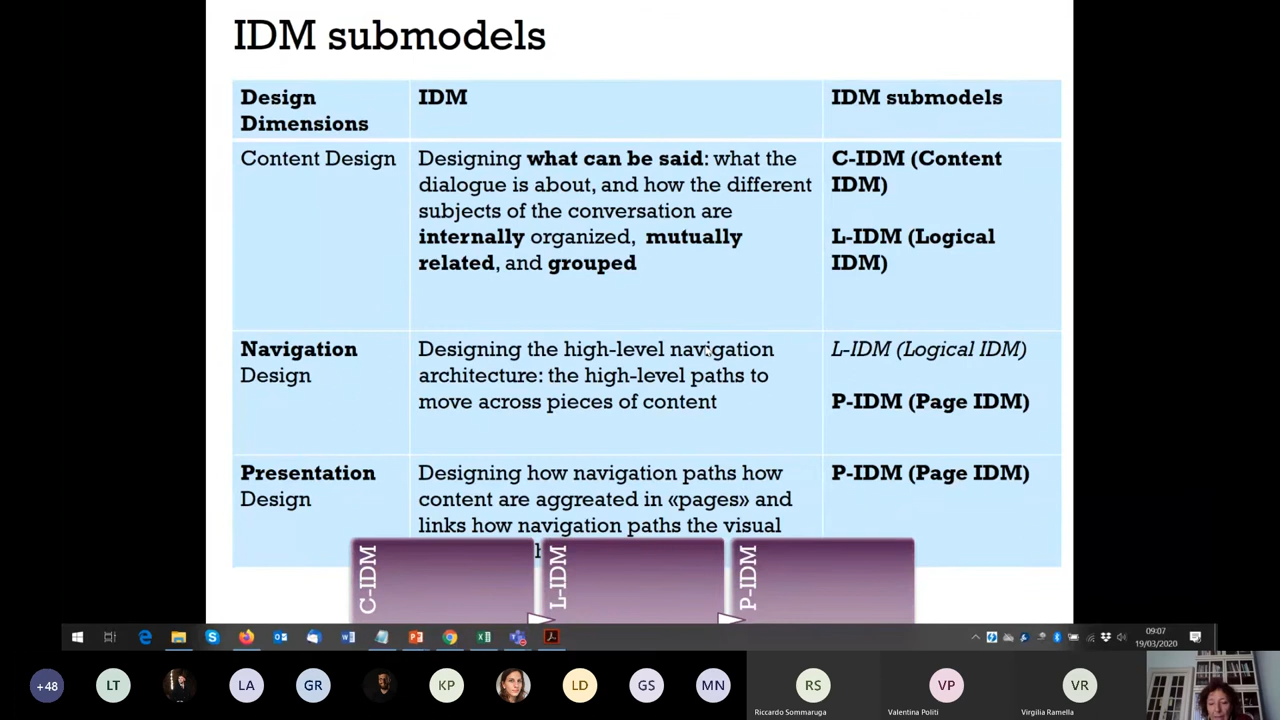 IDM submodels
Design
Dimensions
IDM
IDM submodels
Content Design
Designing what can be said: what the
dialogue is about, and how the different
subjects of the conversation are
internally organized, mutually
related, and grouped
C-IDM (Content
IDM)
L-IDM (Logical
IDM)
Navigation
Design
Designing the high-level navigation
architecture: the high-level paths to
move across pieces of content
L-IDM (Logical IDM)
P-IDM (Page IDM)
Presentation
Design
Designing how navigation paths how
content are aggreated in «pages» and
links how navigation paths the visual
P-IDM (Page IDM)
C-IDM
L-IDM
P-IDM
09:07
19/03/2020
+48
LT
LA
GR
KP
LD
GS
MN
RS
VP
VR
Riccardo Sommaruga
Valentina Politi
Virgilia Ramella